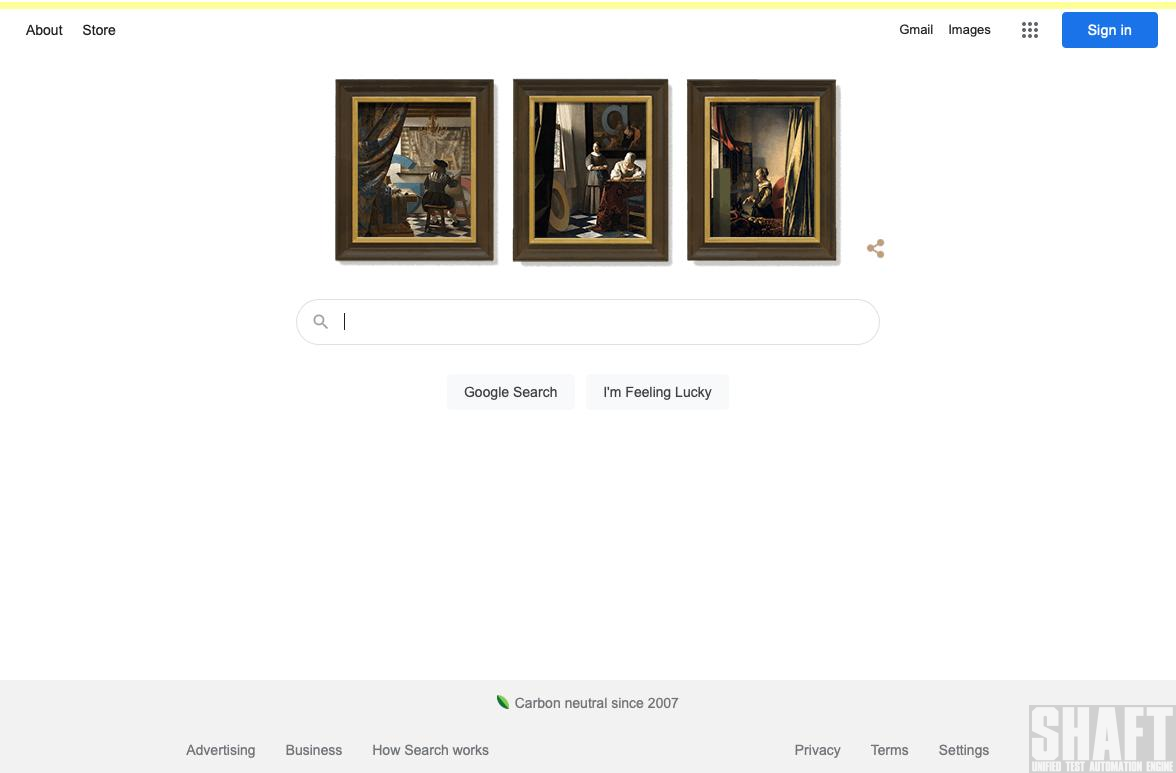 About Store Gmail Images Sign in
Google Search I'm Feeling Lucky
Carbon neutral since 2007
Advertising Business How Search works Privacy Terms Settings
SHAFT
UNIFIED TEST AUTOMATION ENGINE